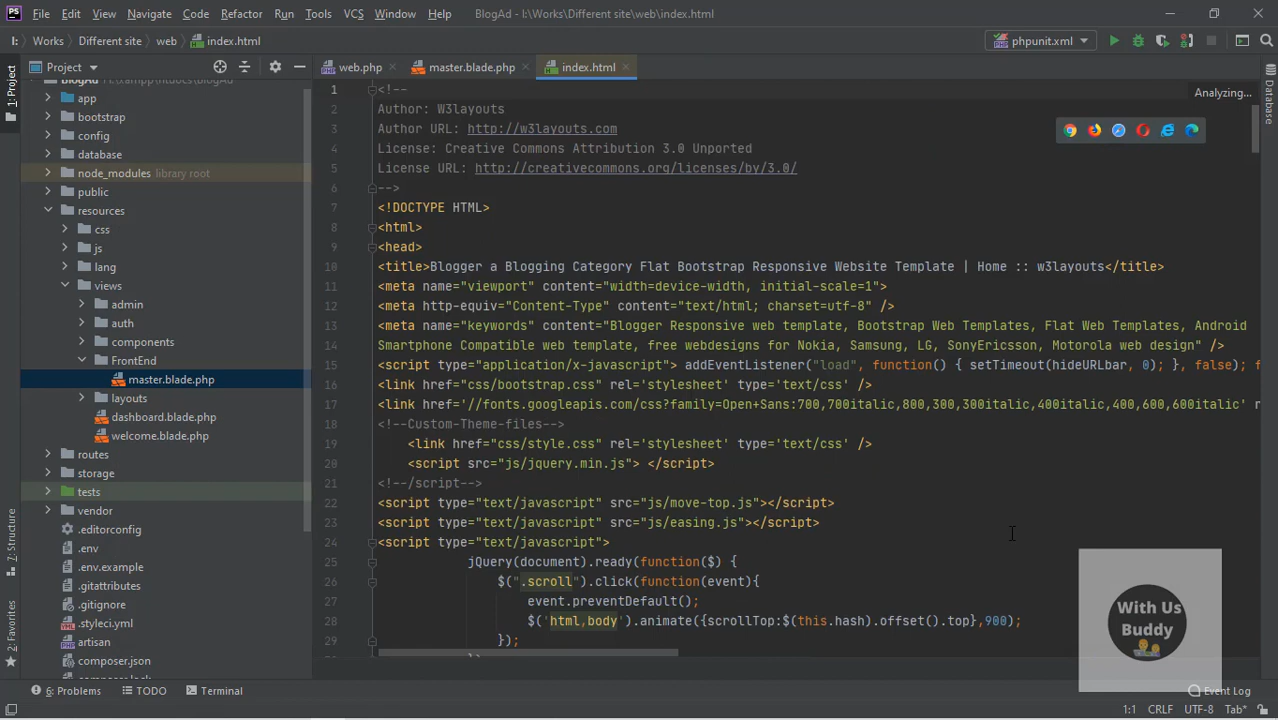 PS File Edit View Navigate Code Refactor Run Tools VCS Window Help BlogAd - I:\Works\Different site\web\index.html
I: Works Different site web index.html phpunit.xml
1: Project
Project
web.php master.blade.php index.html
Database
app
bootstrap
config
database
node_modules library root
public
resources
css
js
lang
views
admin
auth
components
FrontEnd
master.blade.php
layouts
dashboard.blade.php
welcome.blade.php
routes
storage
tests
vendor
.editorconfig
.env
.env.example
.gitattributes
.gitignore
.styleci.yml
artisan
composer.json
7: Structure
2: Favorites
Analyzing...
1 <!--
2 Author: W3layouts
3 Author URL: http://w3layouts.com
4 License: Creative Commons Attribution 3.0 Unported
5 License URL: http://creativecommons.org/licenses/by/3.0/
6 -->
7 <!DOCTYPE HTML>
8 <html>
9 <head>
10 <title>Blogger a Blogging Category Flat Bootstrap Responsive Website Template | Home :: w3layouts</title>
11 <meta name="viewport" content="width=device-width, initial-scale=1">
12 <meta http-equiv="Content-Type" content="text/html; charset=utf-8" />
13 <meta name="keywords" content="Blogger Responsive web template, Bootstrap Web Templates, Flat Web Templates, Android
14 Smartphone Compatible web template, free webdesigns for Nokia, Samsung, LG, SonyEricsson, Motorola web design" />
15 <script type="application/x-javascript"> addEventListener("load", function() { setTimeout(hideURLbar, 0); }, false); f
16 <link href="css/bootstrap.css" rel='stylesheet' type='text/css' />
17 <link href='//fonts.googleapis.com/css?family=Open+Sans:700,700italic,800,300,300italic,400italic,400,600,600italic' r
18 <!--Custom-Theme-files-->
19 <link href="css/style.css" rel='stylesheet' type='text/css' />
20 <script src="js/jquery.min.js"> </script>
21 <!--/script-->
22 <script type="text/javascript" src="js/move-top.js"></script>
23 <script type="text/javascript" src="js/easing.js"></script>
24 <script type="text/javascript">
25 jQuery(document).ready(function($) {
26 $(".scroll").click(function(event){
27 event.preventDefault();
28 $('html,body').animate({scrollTop:$(this.hash).offset().top},900);
29 });
With Us
Buddy
6: Problems TODO Terminal Event Log
1:1 CRLF UTF-8 Tab*